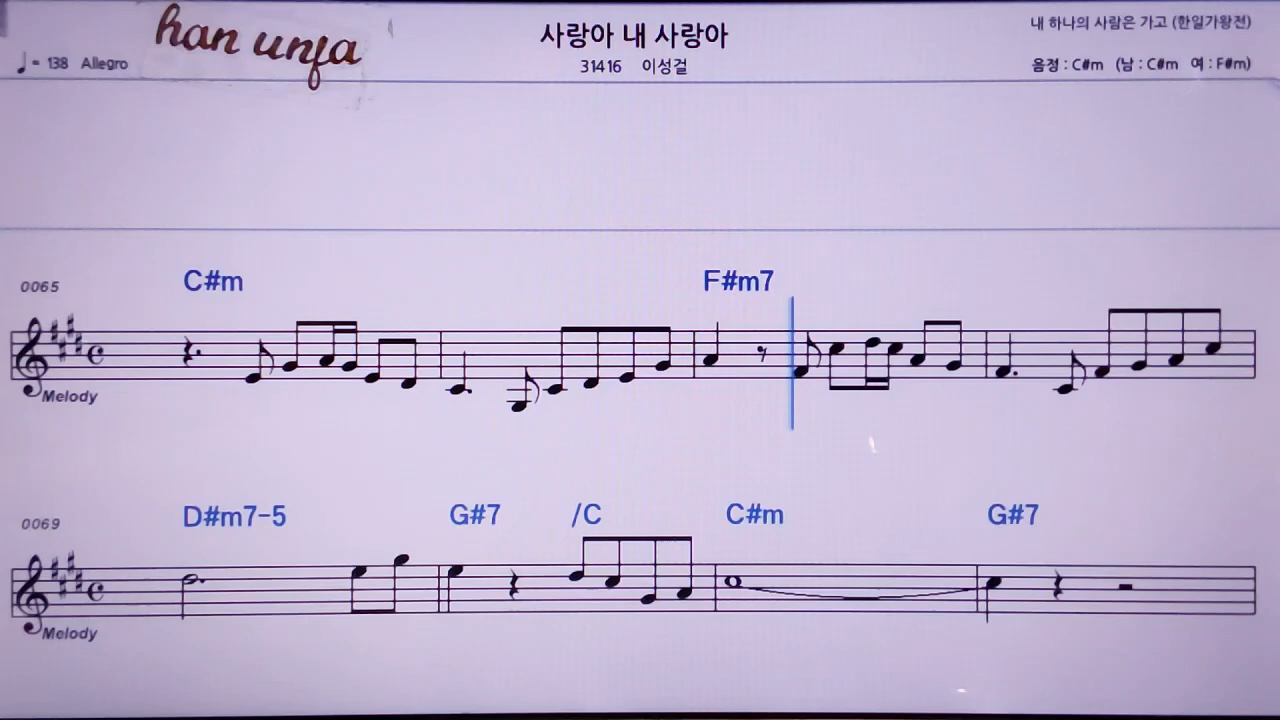 han unfa
사랑아 내 사랑아
내 하나의 사람은 가고 (한일가왕전)
♩= 138 Allegro
31416 이성걸
음정 : C#m (남 : C#m 여 : F#m)
0065
C#m F#m7
Melody
0069
D#m7-5 G#7 /C C#m G#7
Melody